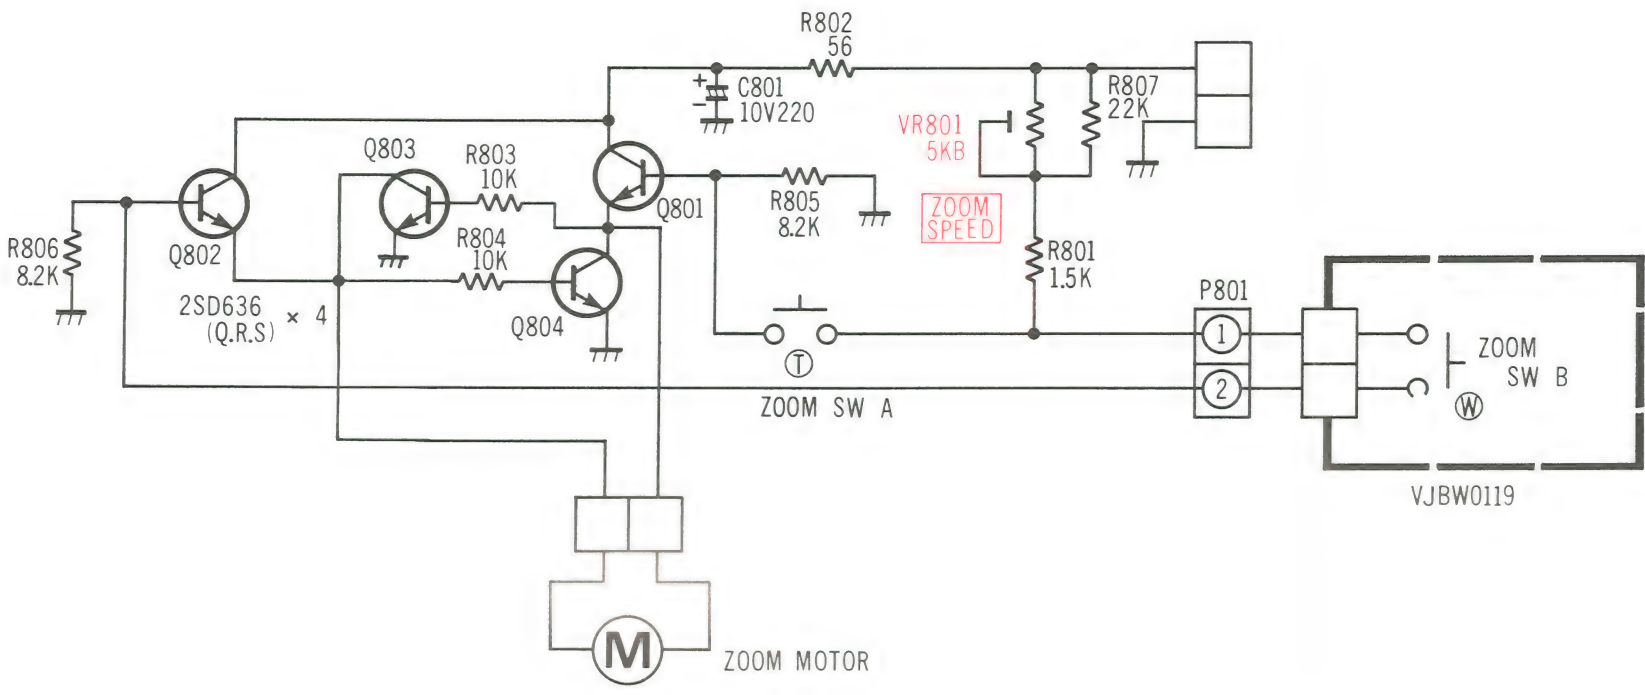 R802
56
+
C801
−
10V220
R807
22K
VR801
5KB
Q803
R803
10K
Q801
R805
8.2K
ZOOM
SPEED
R806
8.2K
Q802
R804
10K
R801
1.5K
2SD636 × 4
(Q.R.S)
Q804
P801
T
1
ZOOM
SW B
2
W
ZOOM SW A
VJBW0119
M
ZOOM MOTOR